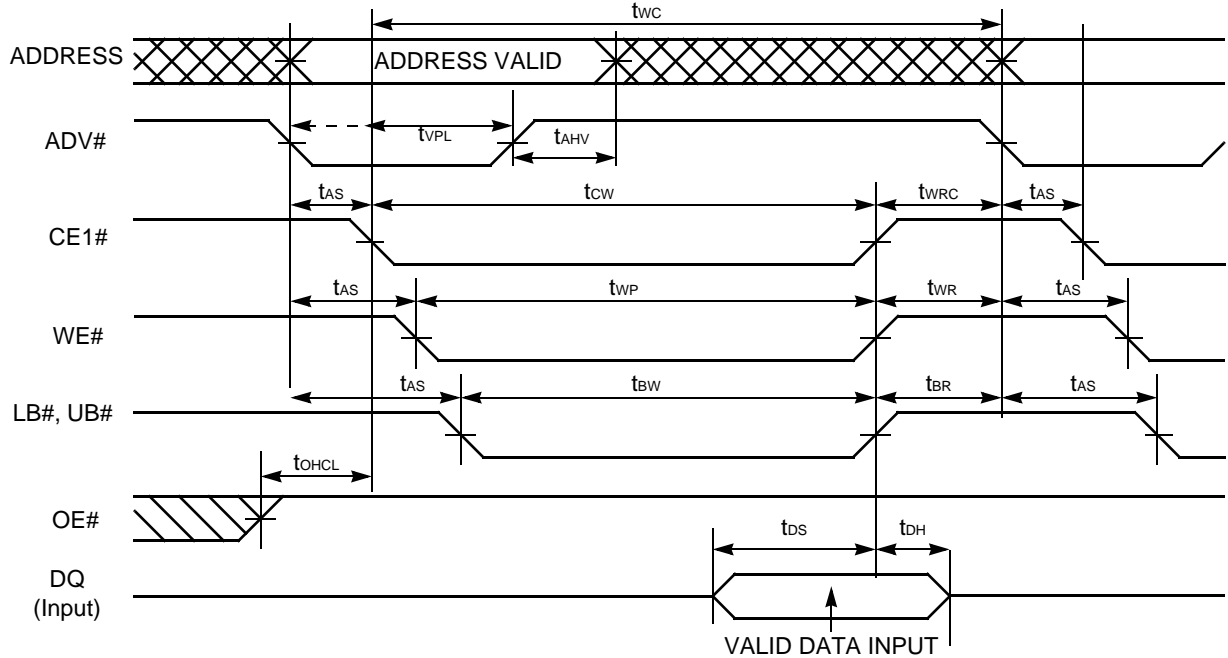 tWC
ADDRESS
ADDRESS VALID
ADV#
tVPL
tAHV
tAS
tCW
tWRC
tAS
CE1#
tAS
tWP
tWR
tAS
WE#
tAS
tBW
tBR
tAS
LB#, UB#
tOHCL
OE#
tDS
tDH
DQ
(Input)
VALID DATA INPUT